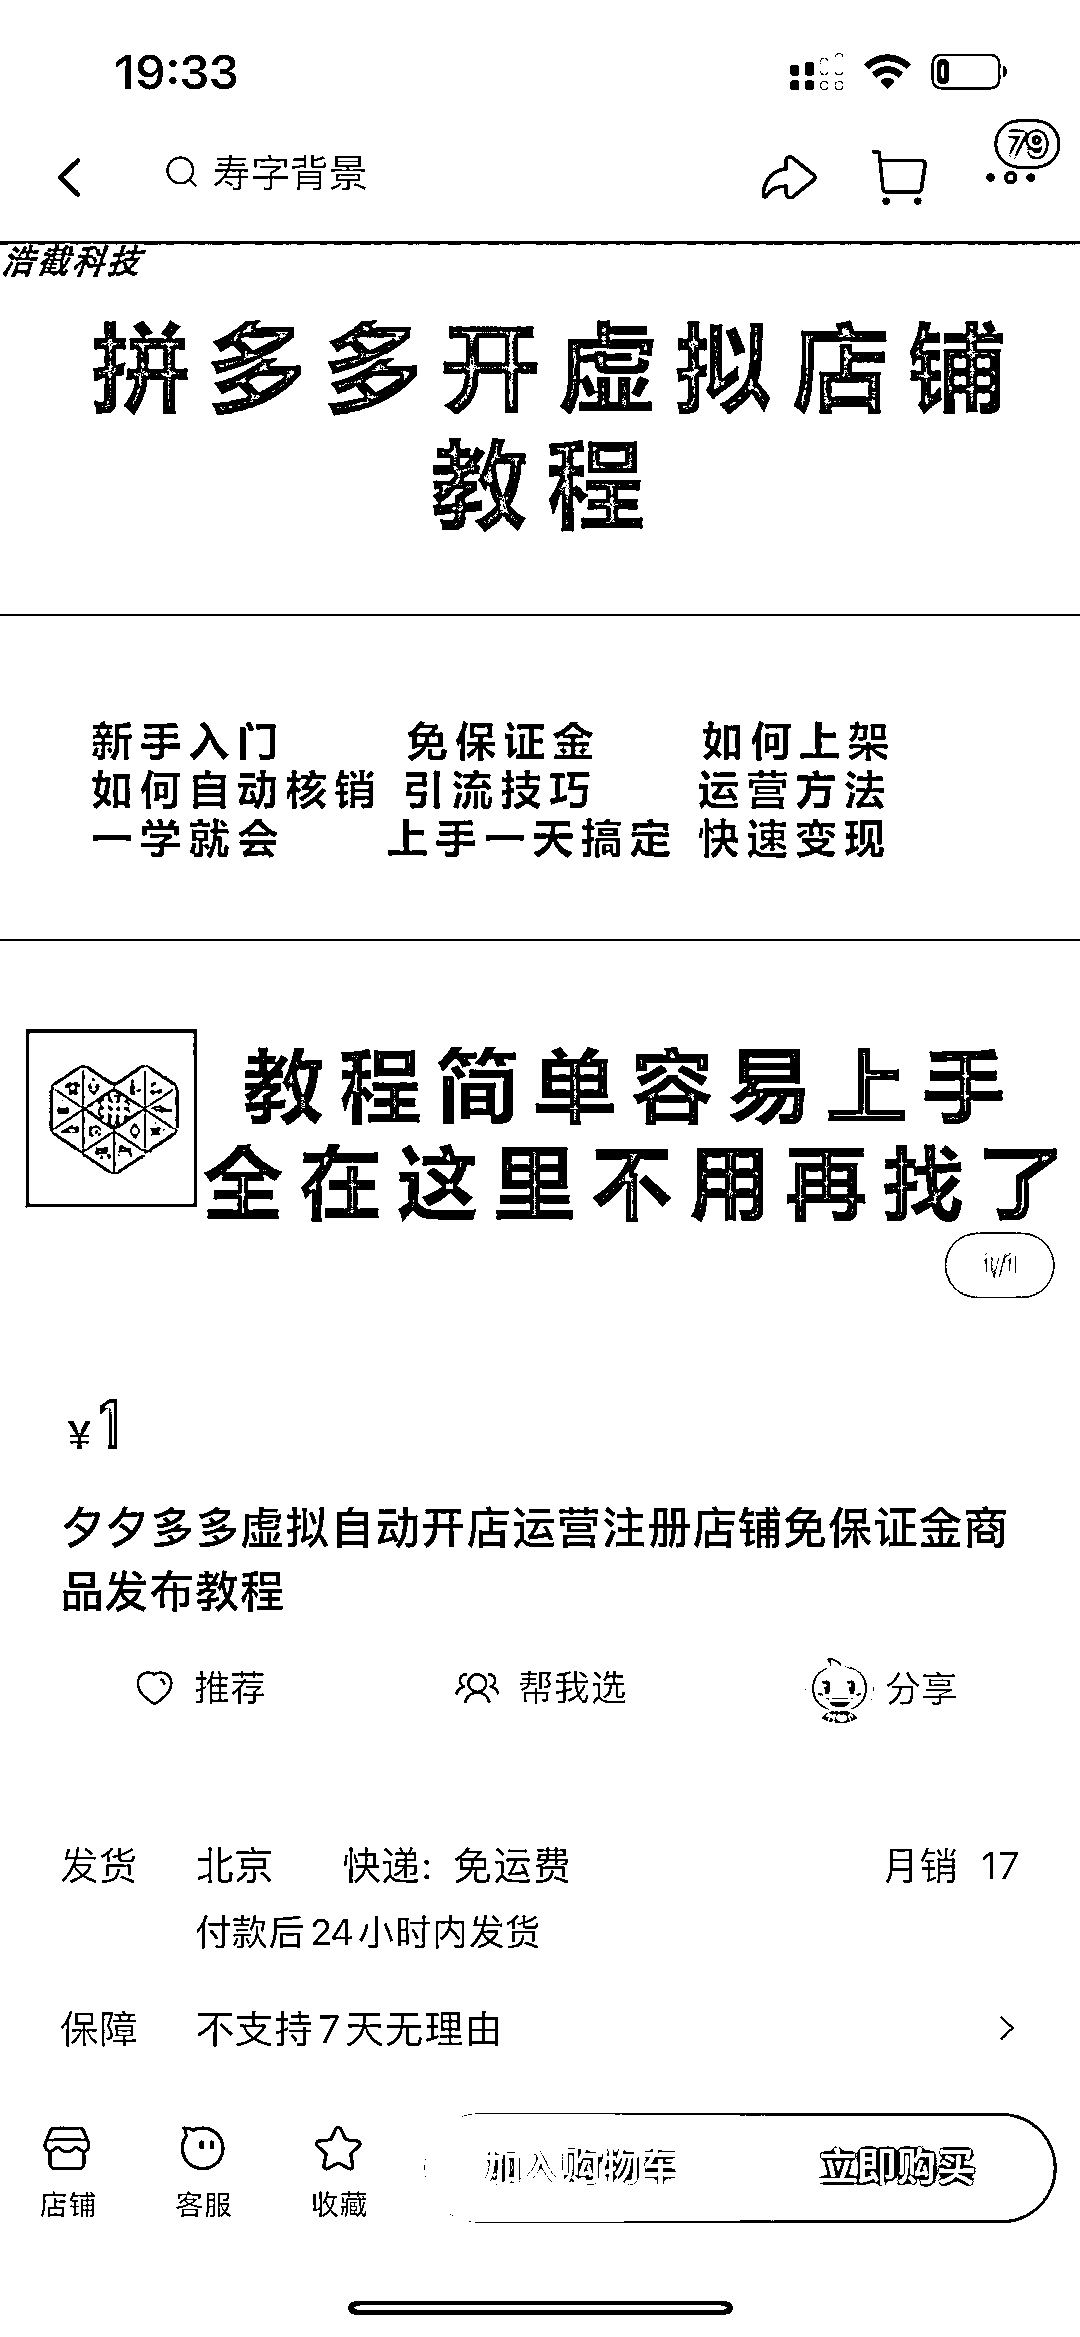 19:33
79
寿字背景
浩截科技
拼多多开虚拟店铺
教程
新手入门 免保证金 如何上架
如何自动核销 引流技巧 运营方法
一学就会 上手一天搞定 快速变现
教程简单容易上手
全在这里不用再找了
1/1
¥1
夕夕多多虚拟自动开店运营注册店铺免保证金商
品发布教程
推荐 帮我选 分享
发货 北京 快递: 免运费 月销 17
付款后24小时内发货
保障 不支持7天无理由
店铺 客服 收藏 加入购物车 立即购买